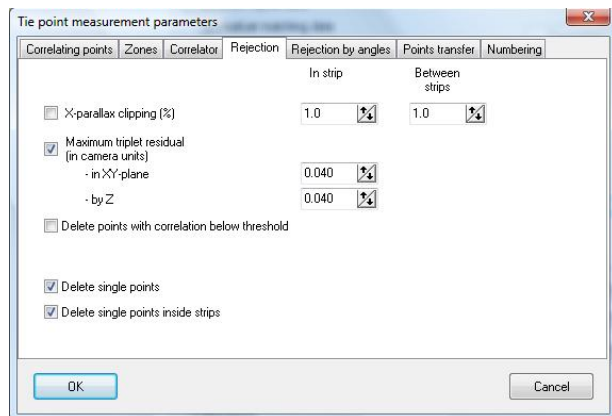 Tie point measurement parameters
Correlating points Zones Correlator Rejection Rejection by angles Points transfer Numbering
In strip Between strips
X-parallax clipping (%) 1.0 1.0
Maximum triplet residual
(in camera units)
- in XY-plane 0.040
- by Z 0.040
Delete points with correlation below threshold
Delete single points
Delete single points inside strips
OK Cancel